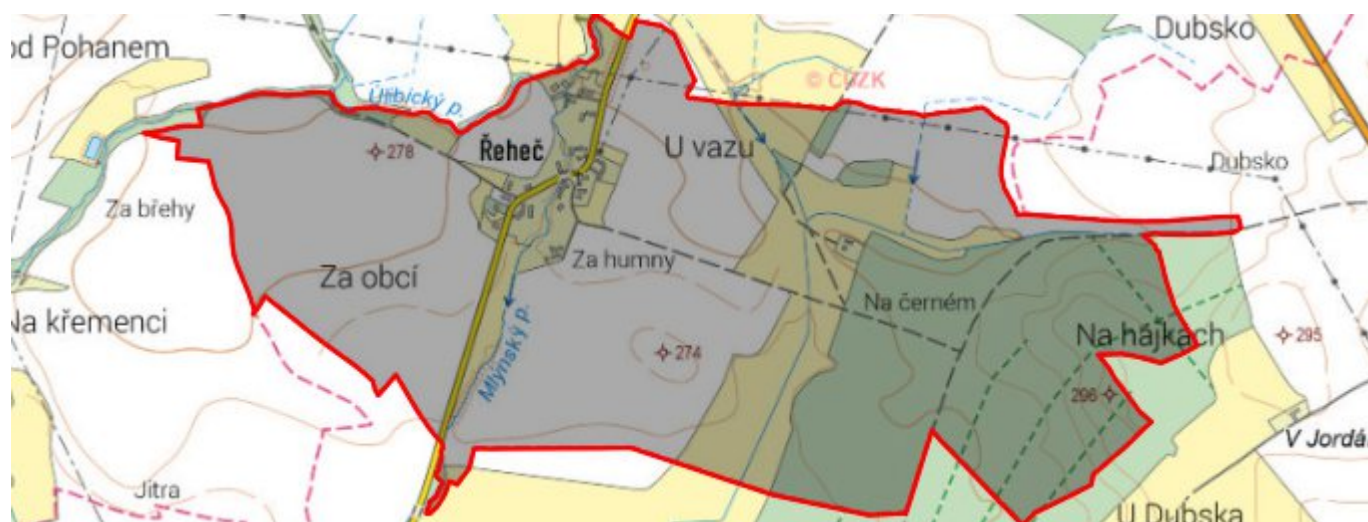 od Pohanem
Dubsko
© ČÚZK
Úlibický p.
278
Řeheč
U vazu
Dubsko
Za břehy
Za obcí
Za humny
Na černém
Na křemenci
Mlýnský p.
274
Na hájkách
295
296
V Jordá
Jitra
U Dubska